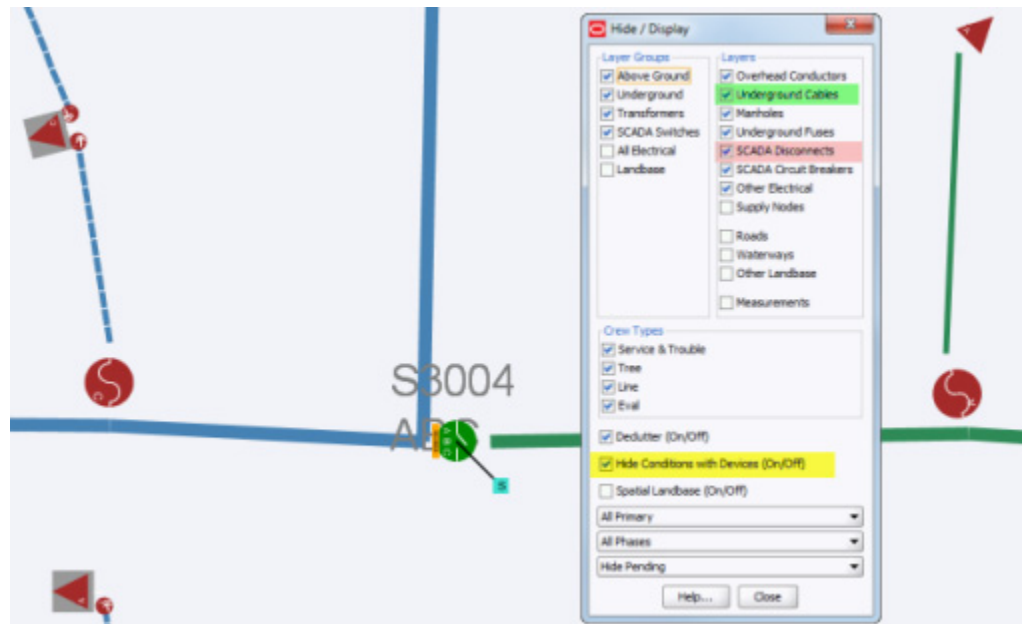 Hide / Display
Layer Groups
Above Ground
Underground
Transformers
SCADA Switches
All Electrical
Landbase
Layers
Overhead Conductors
Underground Cables
Manholes
Underground Fuses
SCADA Disconnects
SCADA Circuit Breakers
Other Electrical
Supply Nodes
Roads
Waterways
Other Landbase
Measurements
Crew Types
Service & Trouble
Tree
Line
Eval
Declutter (On/Off)
Hide Conditions with Devices (On/Off)
Spatial Landbase (On/Off)
All Primary
All Phases
Hide Pending
Help...
Close
S3004
ABC
A B C
S